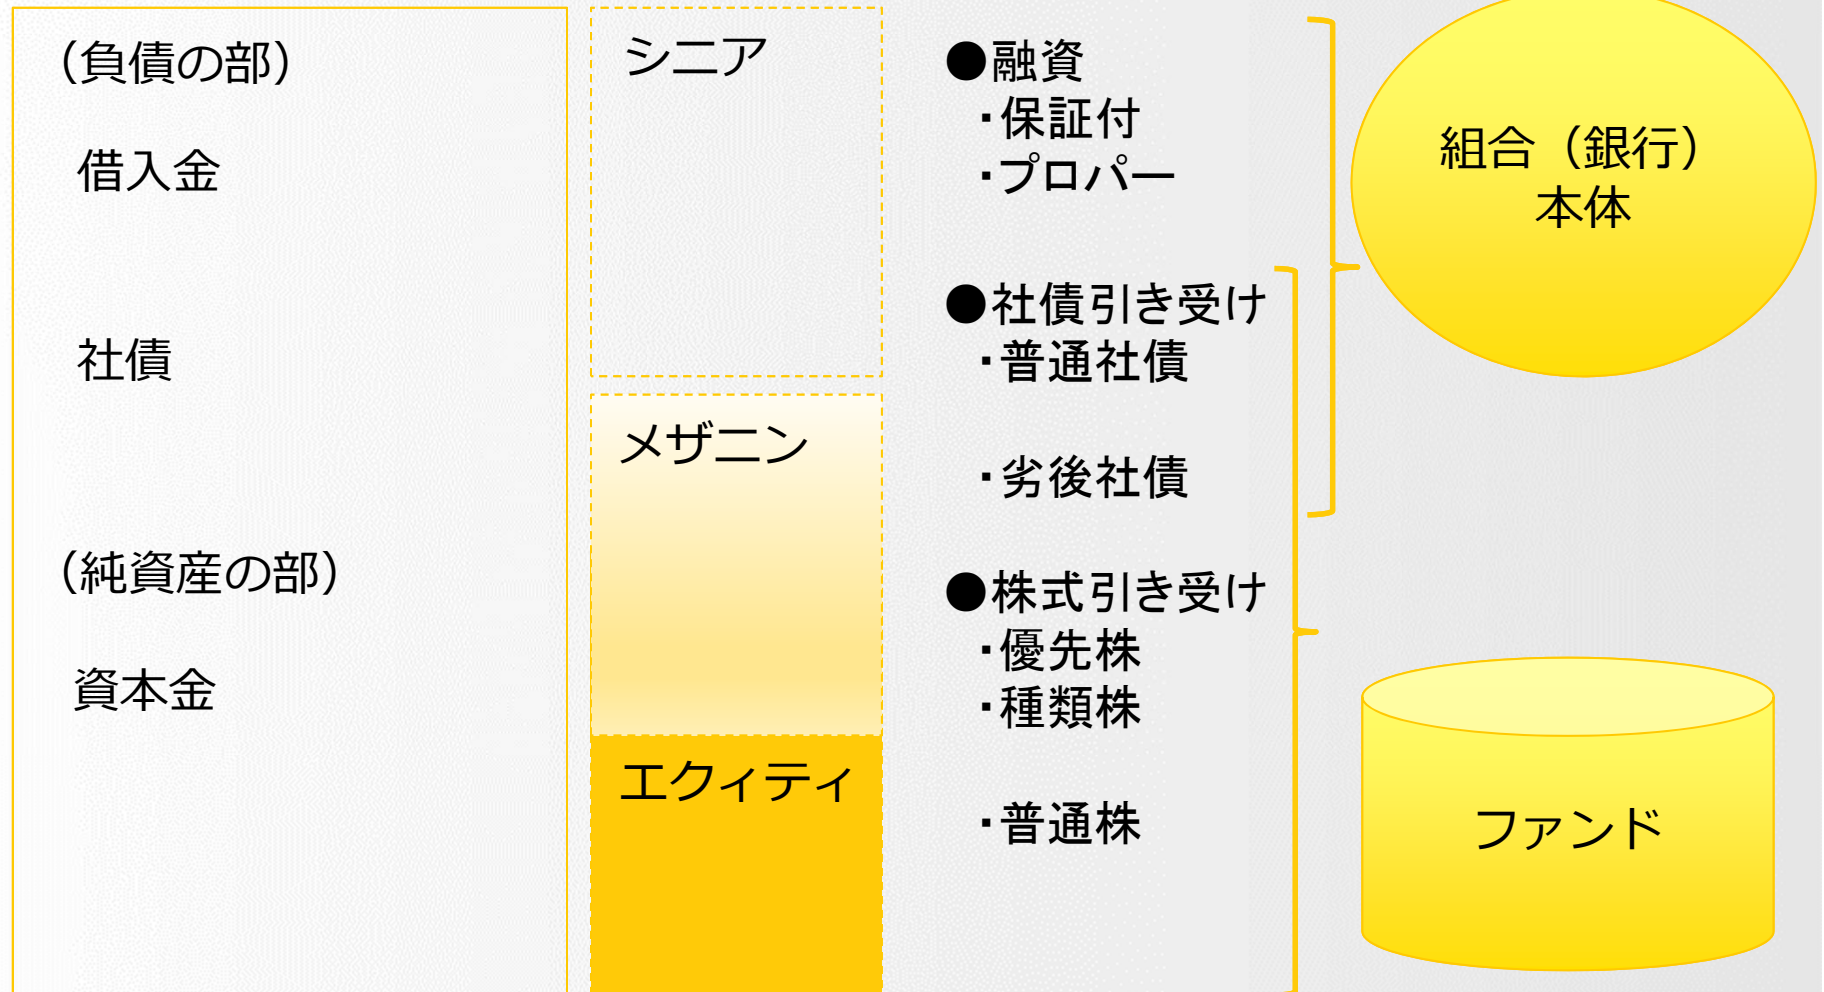 （負債の部）
借入金
社債
（純資産の部）
資本金
シニア
メザニン
エクィティ
●融資
・保証付
・プロパー
●社債引き受け
・普通社債
・劣後社債
●株式引き受け
・優先株
・種類株
・普通株
組合（銀行）
本体
ファンド